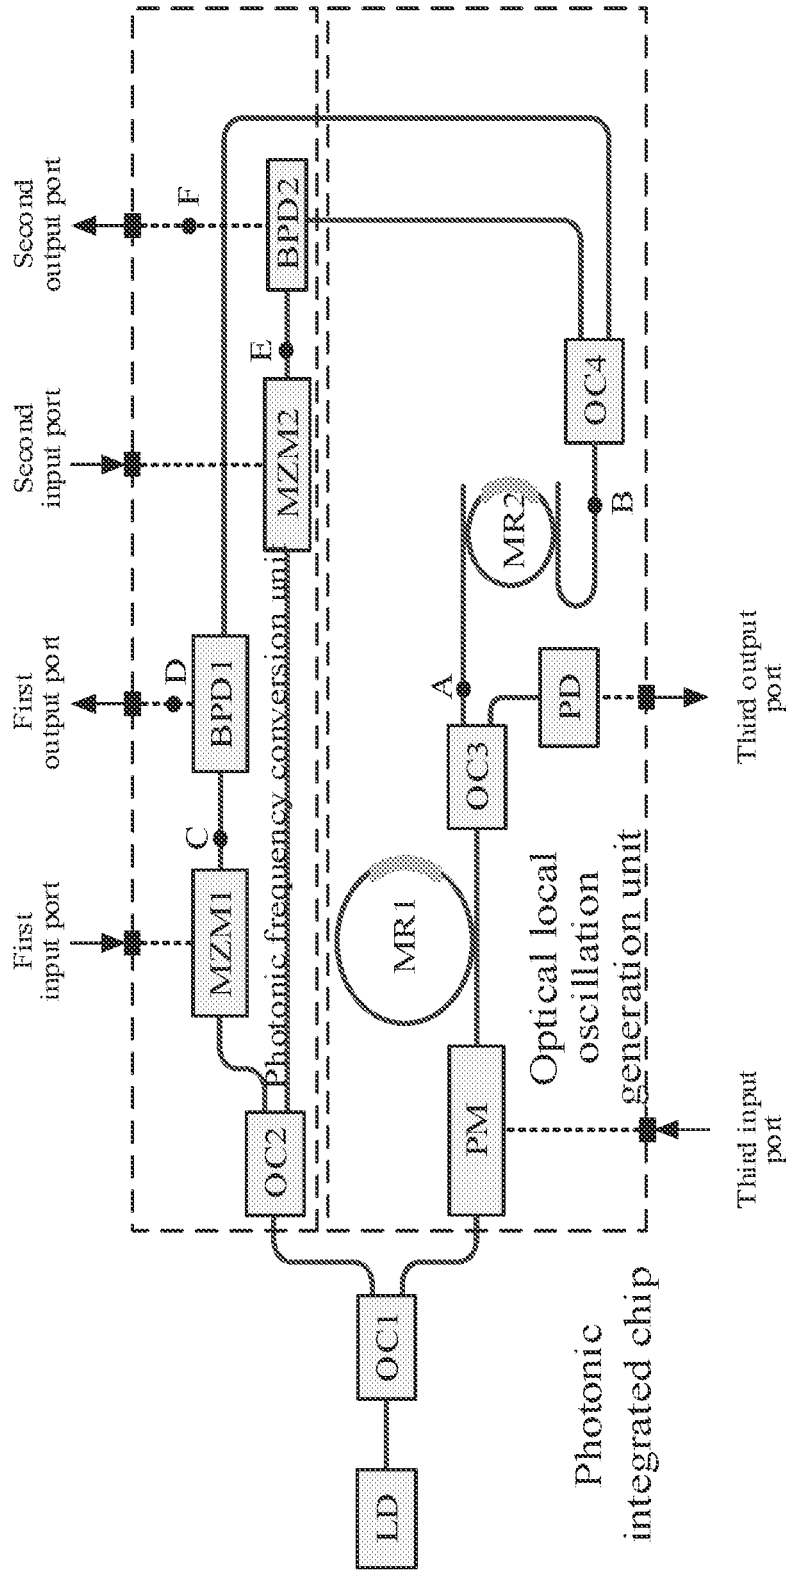 First
input port
First
output port
Second
input port
Second
output port
MZM1
C
BPD1
D
MZM2
E
BPD2
F
OC2
Photonic frequency conversion unit
LD
OC1
PM
MR1
OC3
A
PD
MR2
B
OC4
Optical local
oscillation
generation unit
Photonic
integrated chip
Third input
port
Third output
port